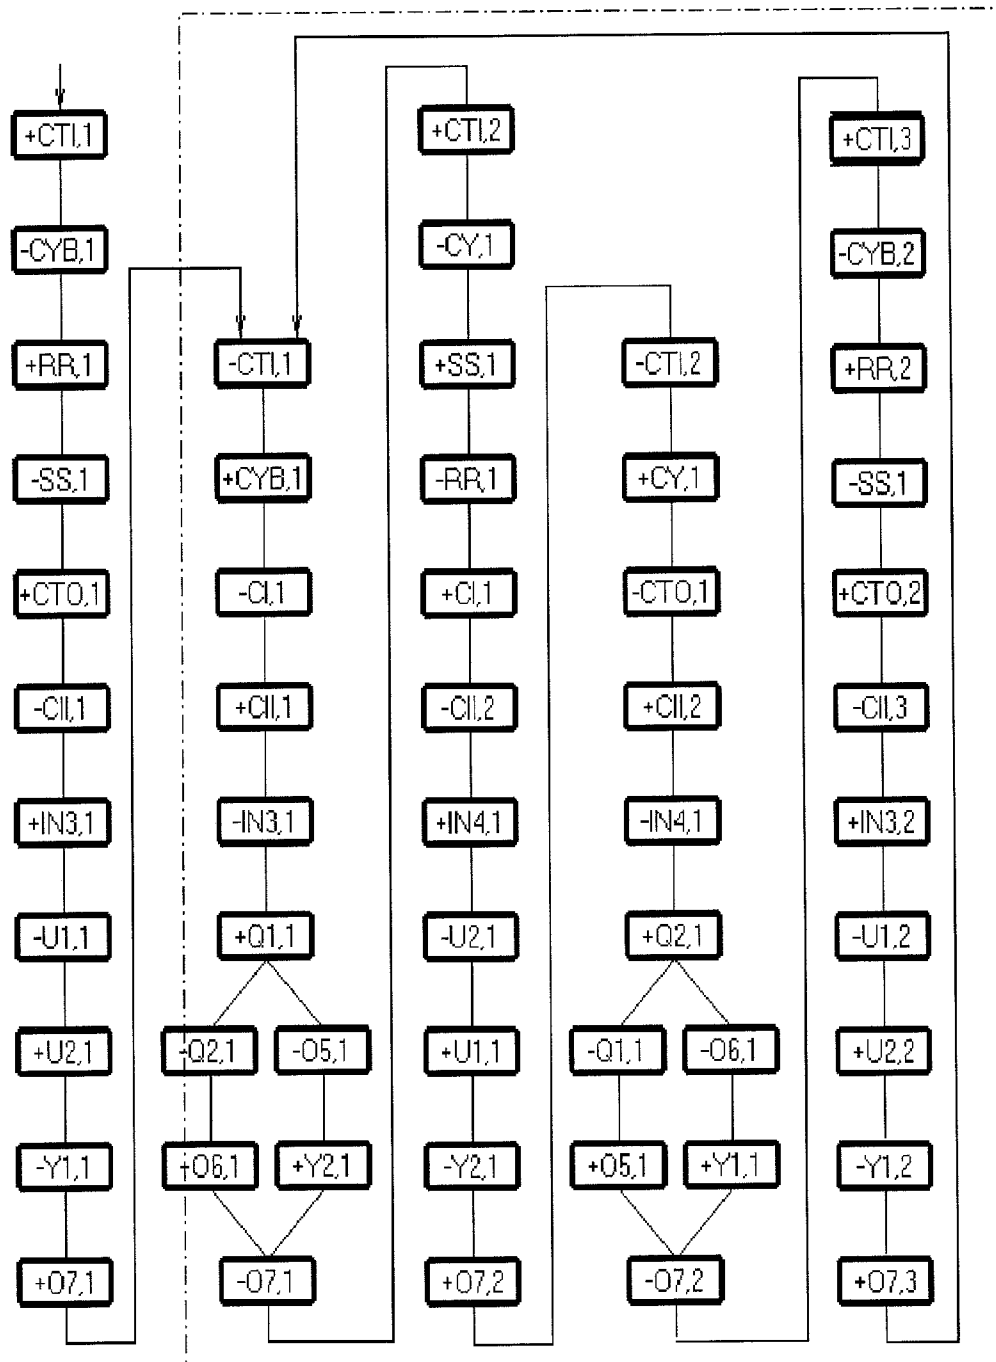 +CTI,1
-CYB,1
+RR,1
-SS,1
+CTO,1
-CII,1
+IN3,1
-U1,1
+U2,1
-Y1,1
+O7,1
-CTI,1
+CYB,1
-CI,1
+CII,1
-IN3,1
+Q1,1
-Q2,1
-O5,1
+O6,1
+Y2,1
-O7,1
+CTI,2
-CY,1
+SS,1
-RR,1
+CI,1
-CII,2
+IN4,1
-U2,1
+U1,1
-Y2,1
+O7,2
-CTI,2
+CY,1
-CTO,1
+CII,2
-IN4,1
+Q2,1
-Q1,1
-O6,1
+O5,1
+Y1,1
-O7,2
+CTI,3
-CYB,2
+RR,2
-SS,1
+CTO,2
-CII,3
+IN3,2
-U1,2
+U2,2
-Y1,2
+O7,3